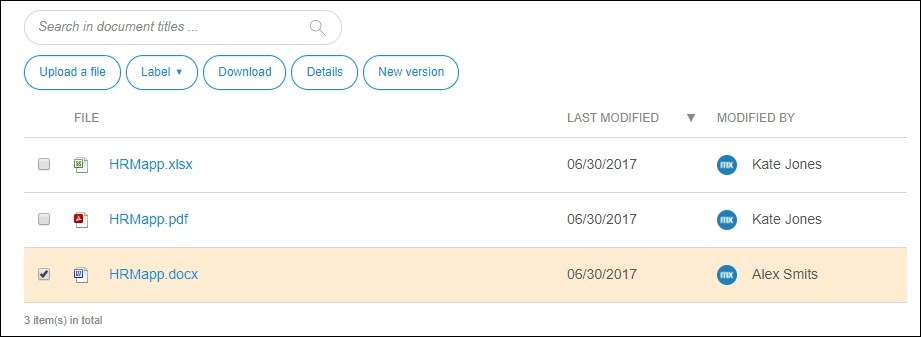 Search in document titles ...
Upload a file Label ▼ Download Details New version
FILE LAST MODIFIED ▼ MODIFIED BY
HRMapp.xlsx 06/30/2017 mx Kate Jones
HRMapp.pdf 06/30/2017 mx Kate Jones
HRMapp.docx 06/30/2017 mx Alex Smits
3 item(s) in total